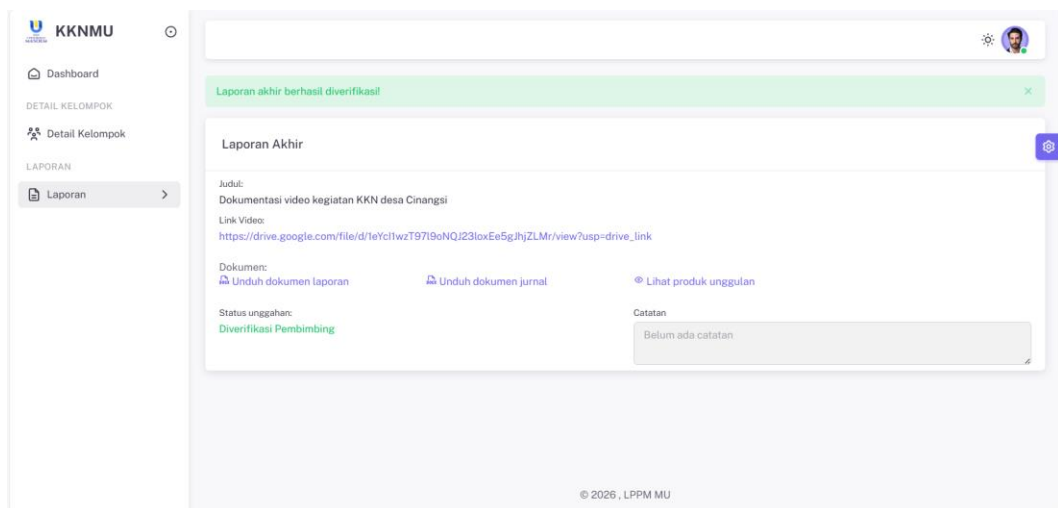 KKNMU
Dashboard
DETAIL KELOMPOK
Detail Kelompok
LAPORAN
Laporan
Laporan akhir berhasil diverifikasi!
Laporan Akhir
Judul:
Dokumentasi video kegiatan KKN desa Cinangsi
Link Video:
https://drive.google.com/file/d/1eYcI1wzT97l9oNQJ23loxEe5gJhjZLMr/view?usp=drive_link
Dokumen:
Unduh dokumen laporan
Unduh dokumen jurnal
Lihat produk unggulan
Status unggahan:
Diverifikasi Pembimbing
Catatan
Belum ada catatan
© 2026 , LPPM MU